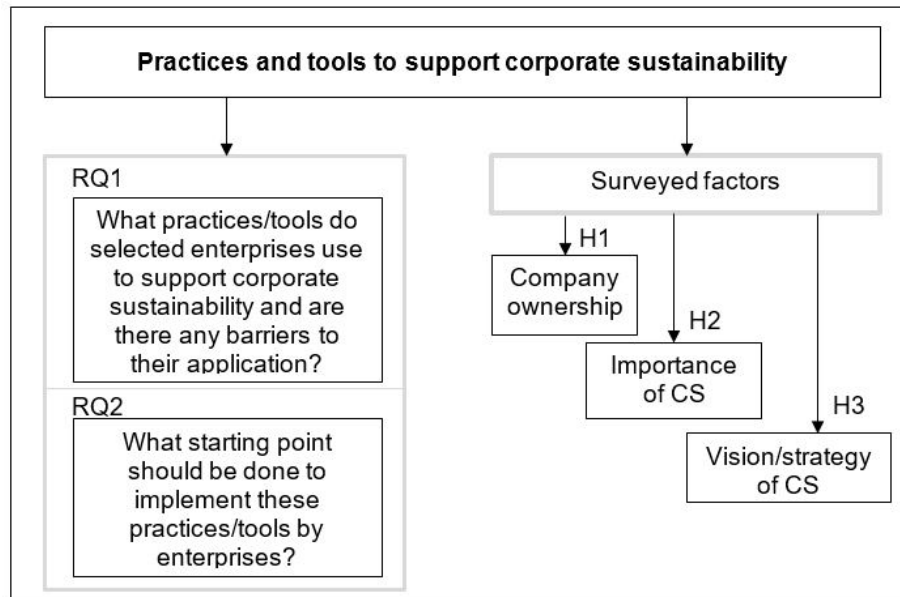 Practices and tools to support corporate sustainability
RQ1
What practices/tools do
selected enterprises use
to support corporate
sustainability and are
there any barriers to
their application?
RQ2
What starting point
should be done to
implement these
practices/tools by
enterprises?
Surveyed factors
H1
Company
ownership
H2
Importance
of CS
H3
Vision/strategy
of CS